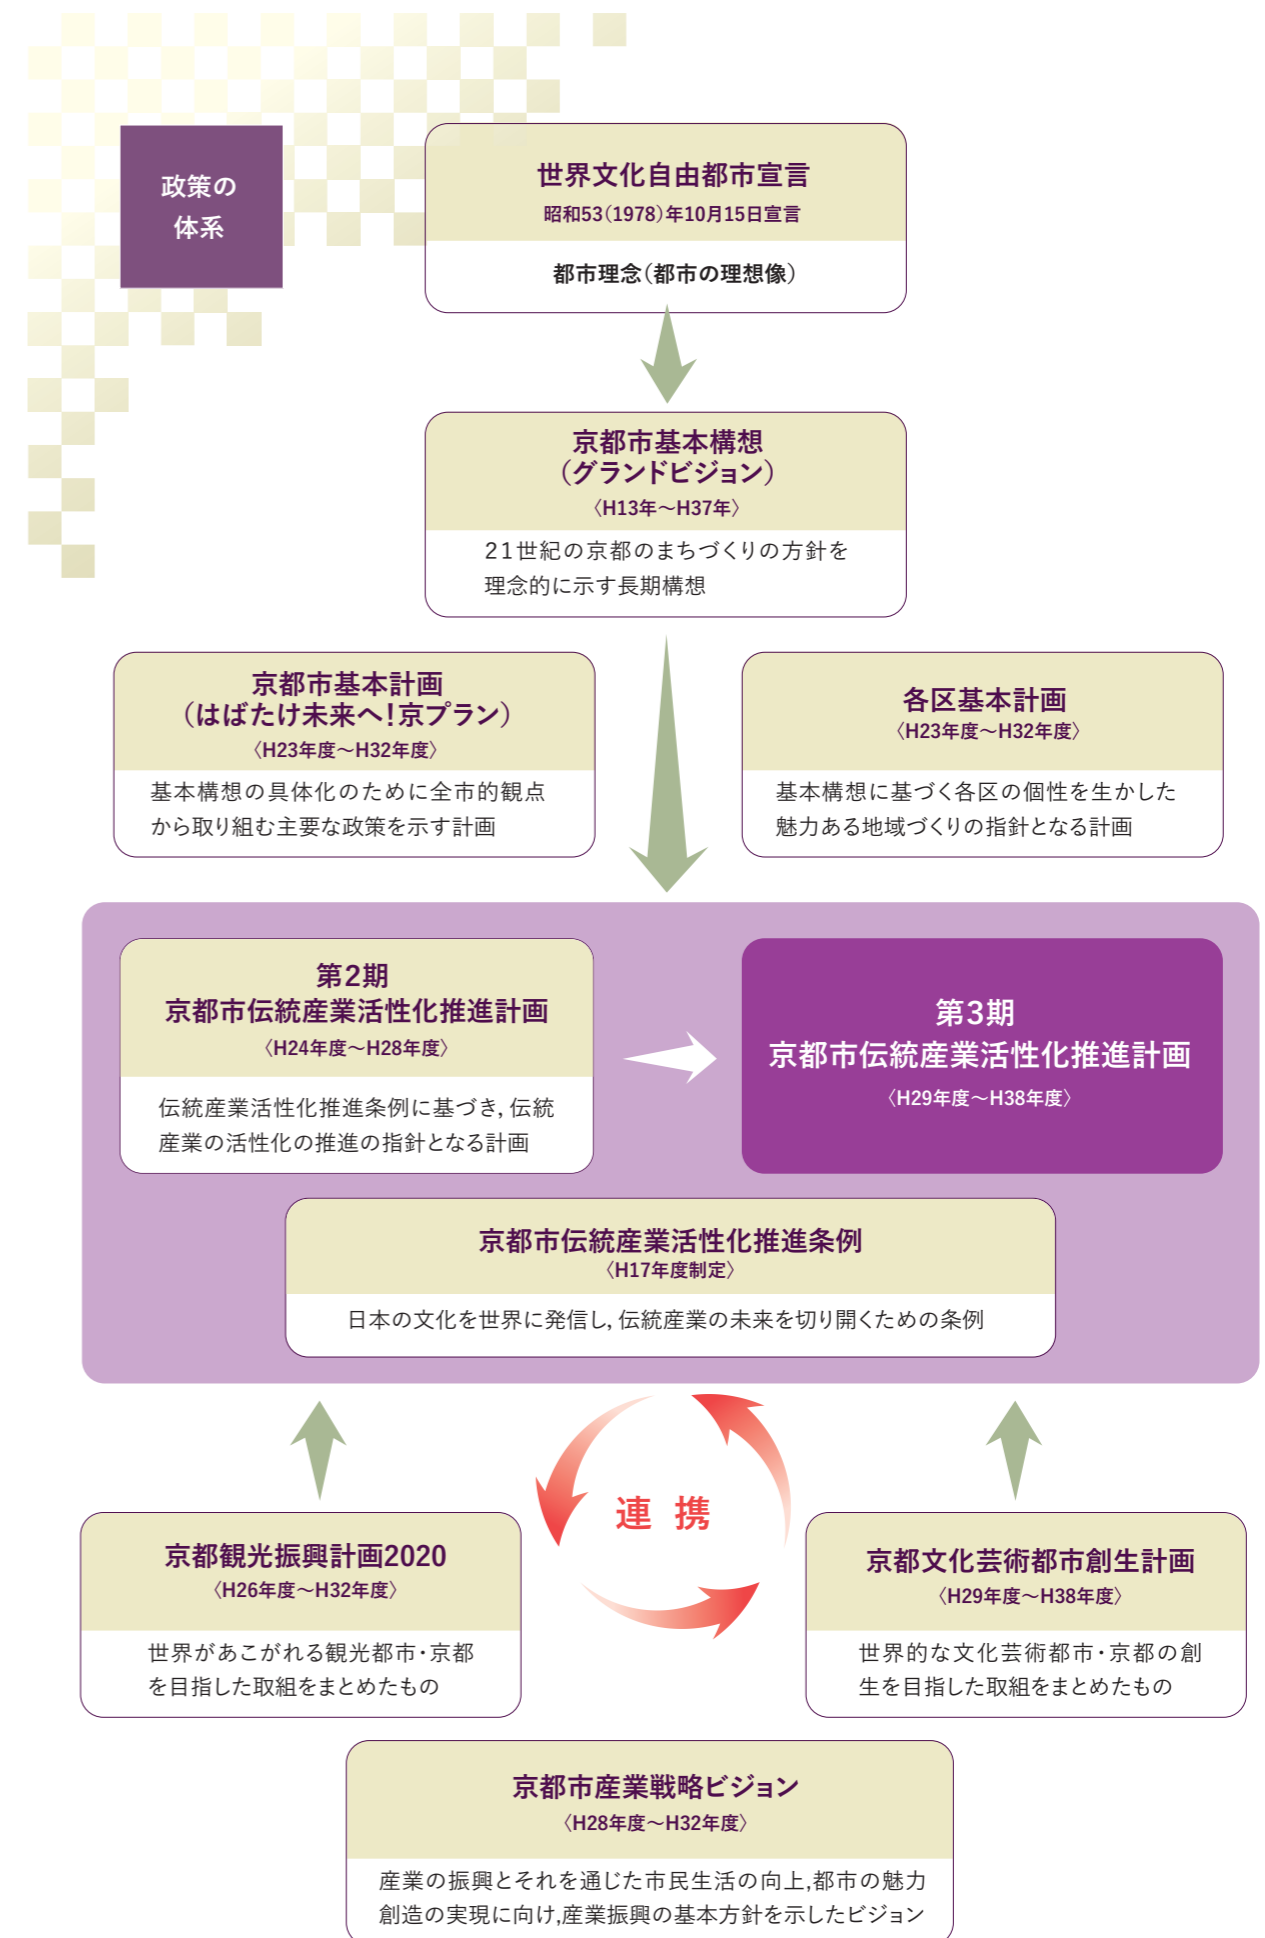 政策の
体系
世界文化自由都市宣言
昭和53（1978）年10月15日宣言
都市理念（都市の理想像）
京都市基本構想
（グランドビジョン）
〈H13年～H37年〉
21世紀の京都のまちづくりの方針を
理念的に示す長期構想
京都市基本計画
（はばたけ未来へ！京プラン）
〈H23年度～H32年度〉
基本構想の具体化のために全市的観点
から取り組む主要な政策を示す計画
各区基本計画
〈H23年度～H32年度〉
基本構想に基づく各区の個性を生かした
魅力ある地域づくりの指針となる計画
第2期
京都市伝統産業活性化推進計画
〈H24年度～H28年度〉
伝統産業活性化推進条例に基づき，伝統
産業の活性化の推進の指針となる計画
第3期
京都市伝統産業活性化推進計画
〈H29年度～H38年度〉
京都市伝統産業活性化推進条例
〈H17年度制定〉
日本の文化を世界に発信し，伝統産業の未来を切り開くための条例
連 携
京都観光振興計画2020
〈H26年度～H32年度〉
世界があこがれる観光都市・京都
を目指した取組をまとめたもの
京都文化芸術都市創生計画
〈H29年度～H38年度〉
世界的な文化芸術都市・京都の創
生を目指した取組をまとめたもの
京都市産業戦略ビジョン
〈H28年度～H32年度〉
産業の振興とそれを通じた市民生活の向上,都市の魅力
創造の実現に向け,産業振興の基本方針を示したビジョン